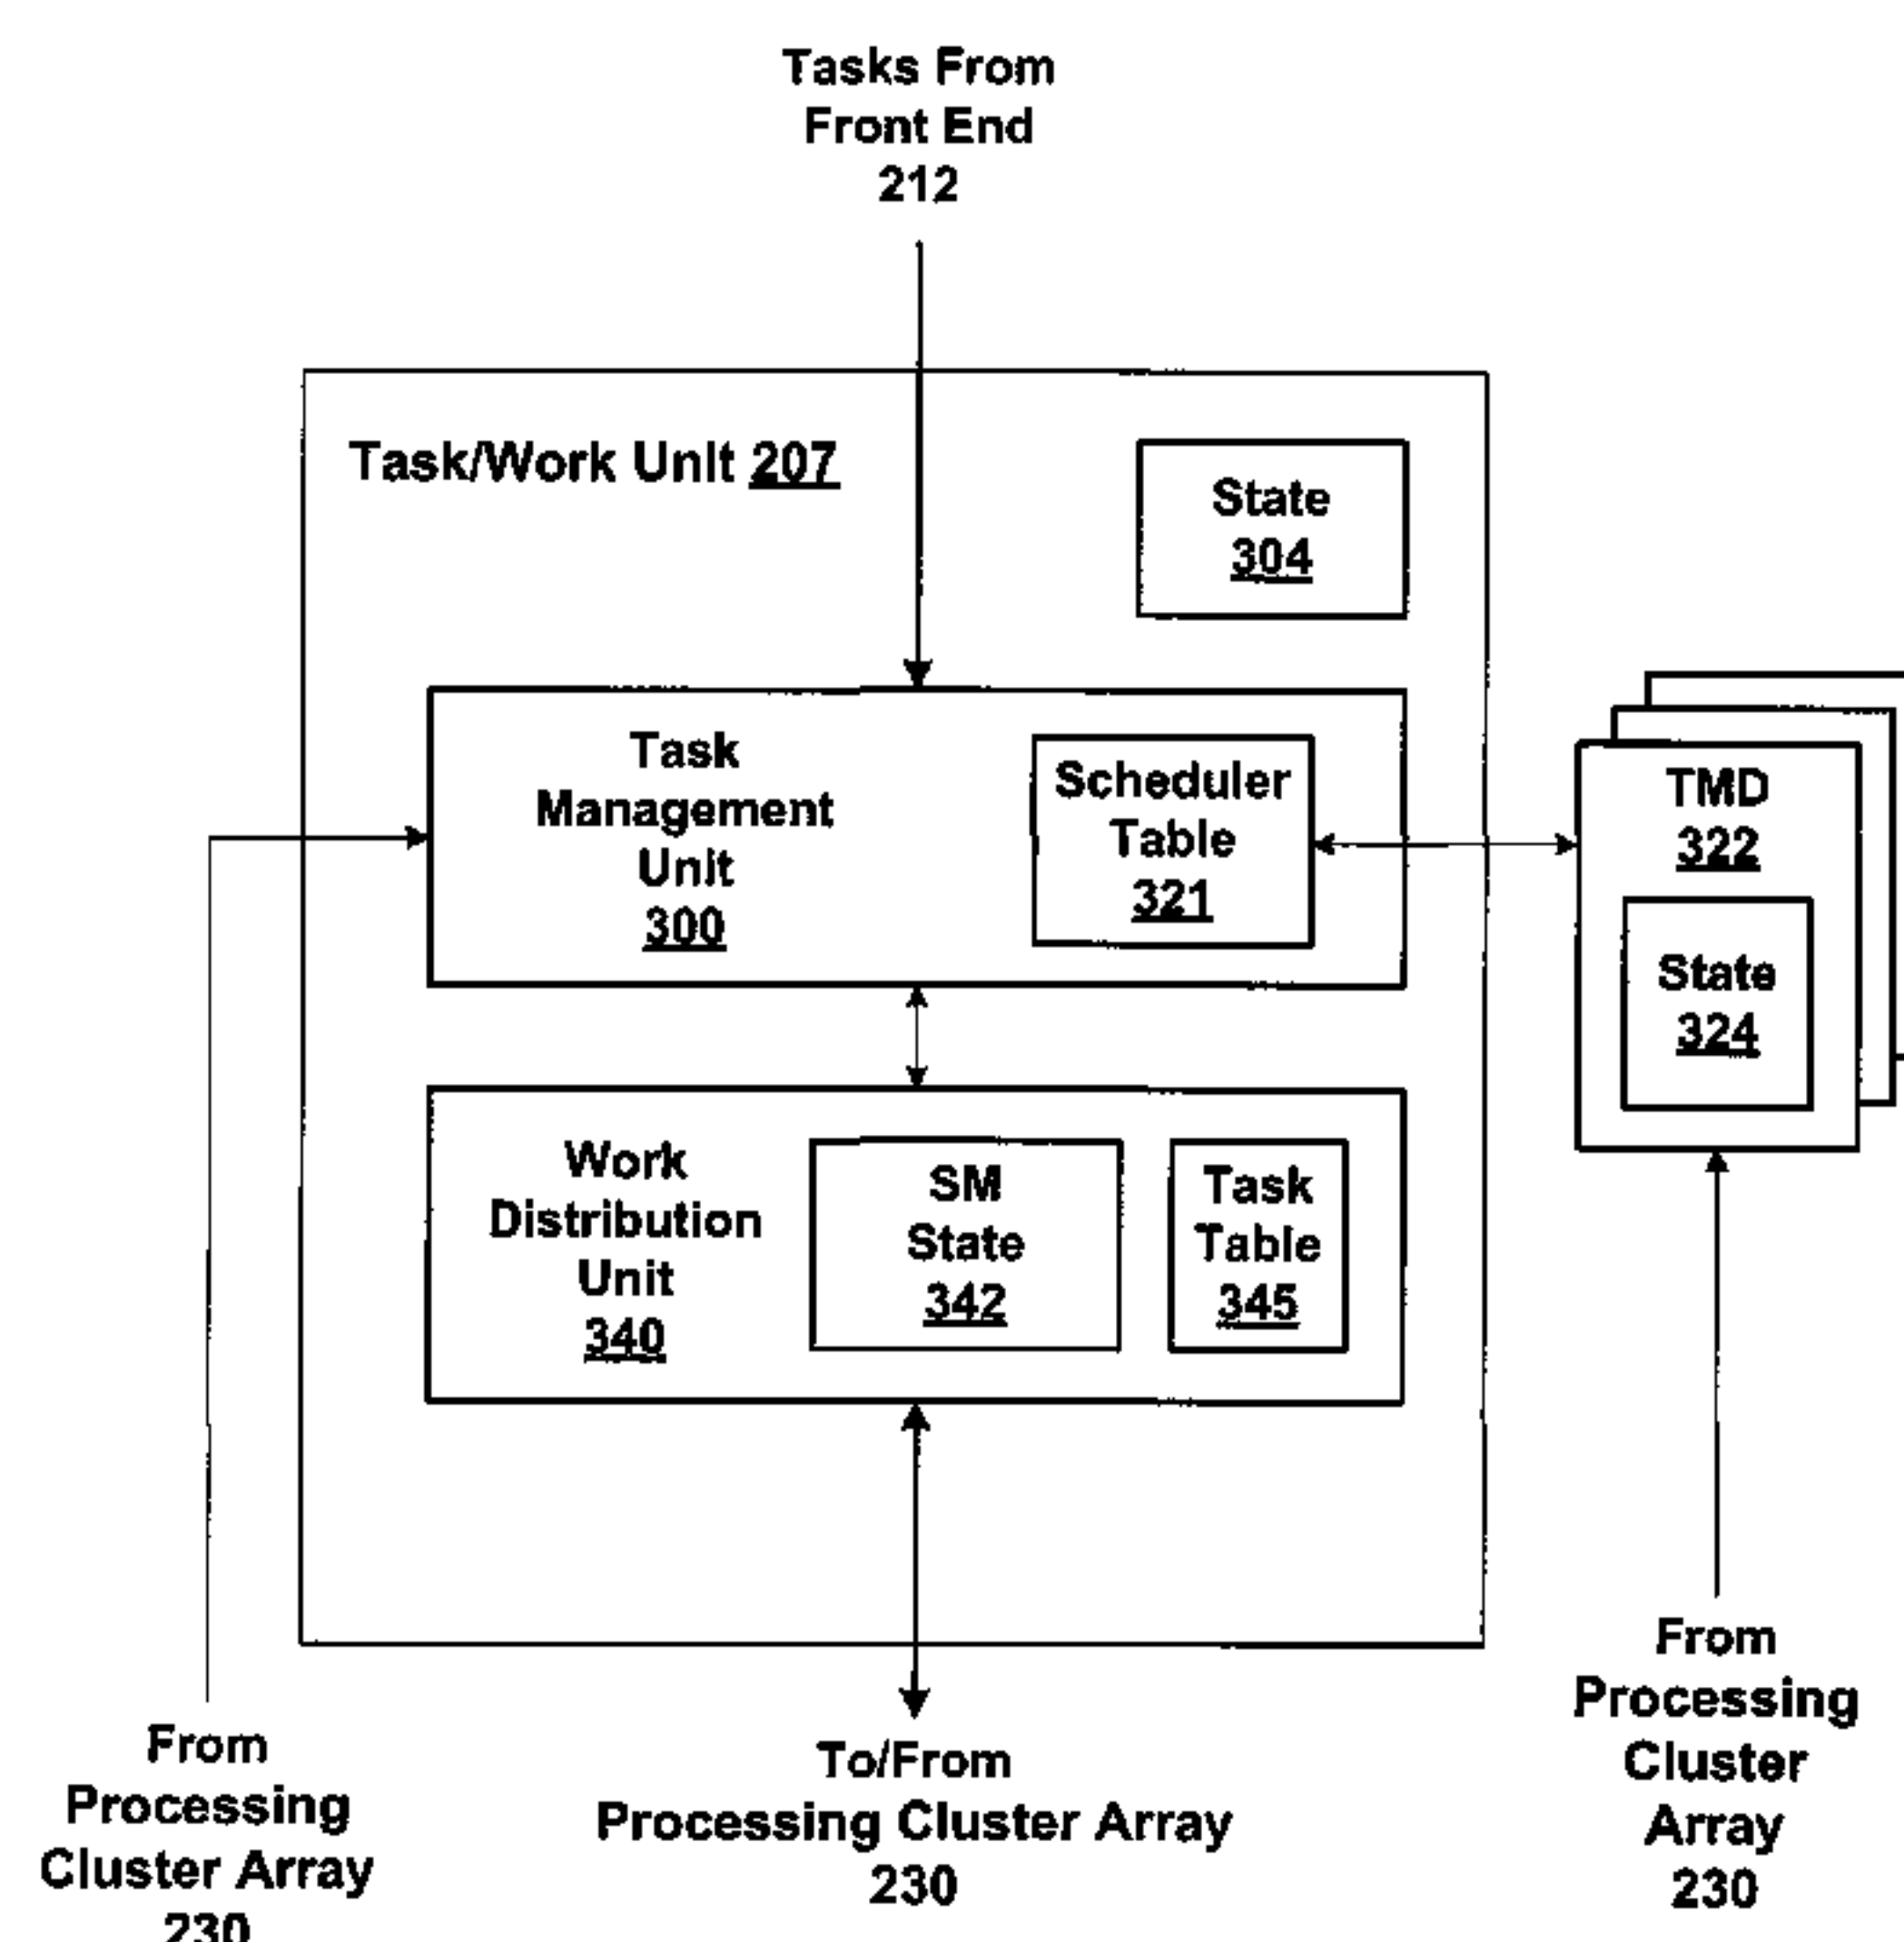 Tasks From
Front End
212
Task/Work Unit 207
State
304
Task
Management
Unit
300
Scheduler
Table
321
TMD
322
State
324
Work
Distribution
Unit
340
SM
State
342
Task
Table
345
From
Processing
Cluster Array
230
To/From
Processing Cluster Array
230
From
Processing
Cluster
Array
230